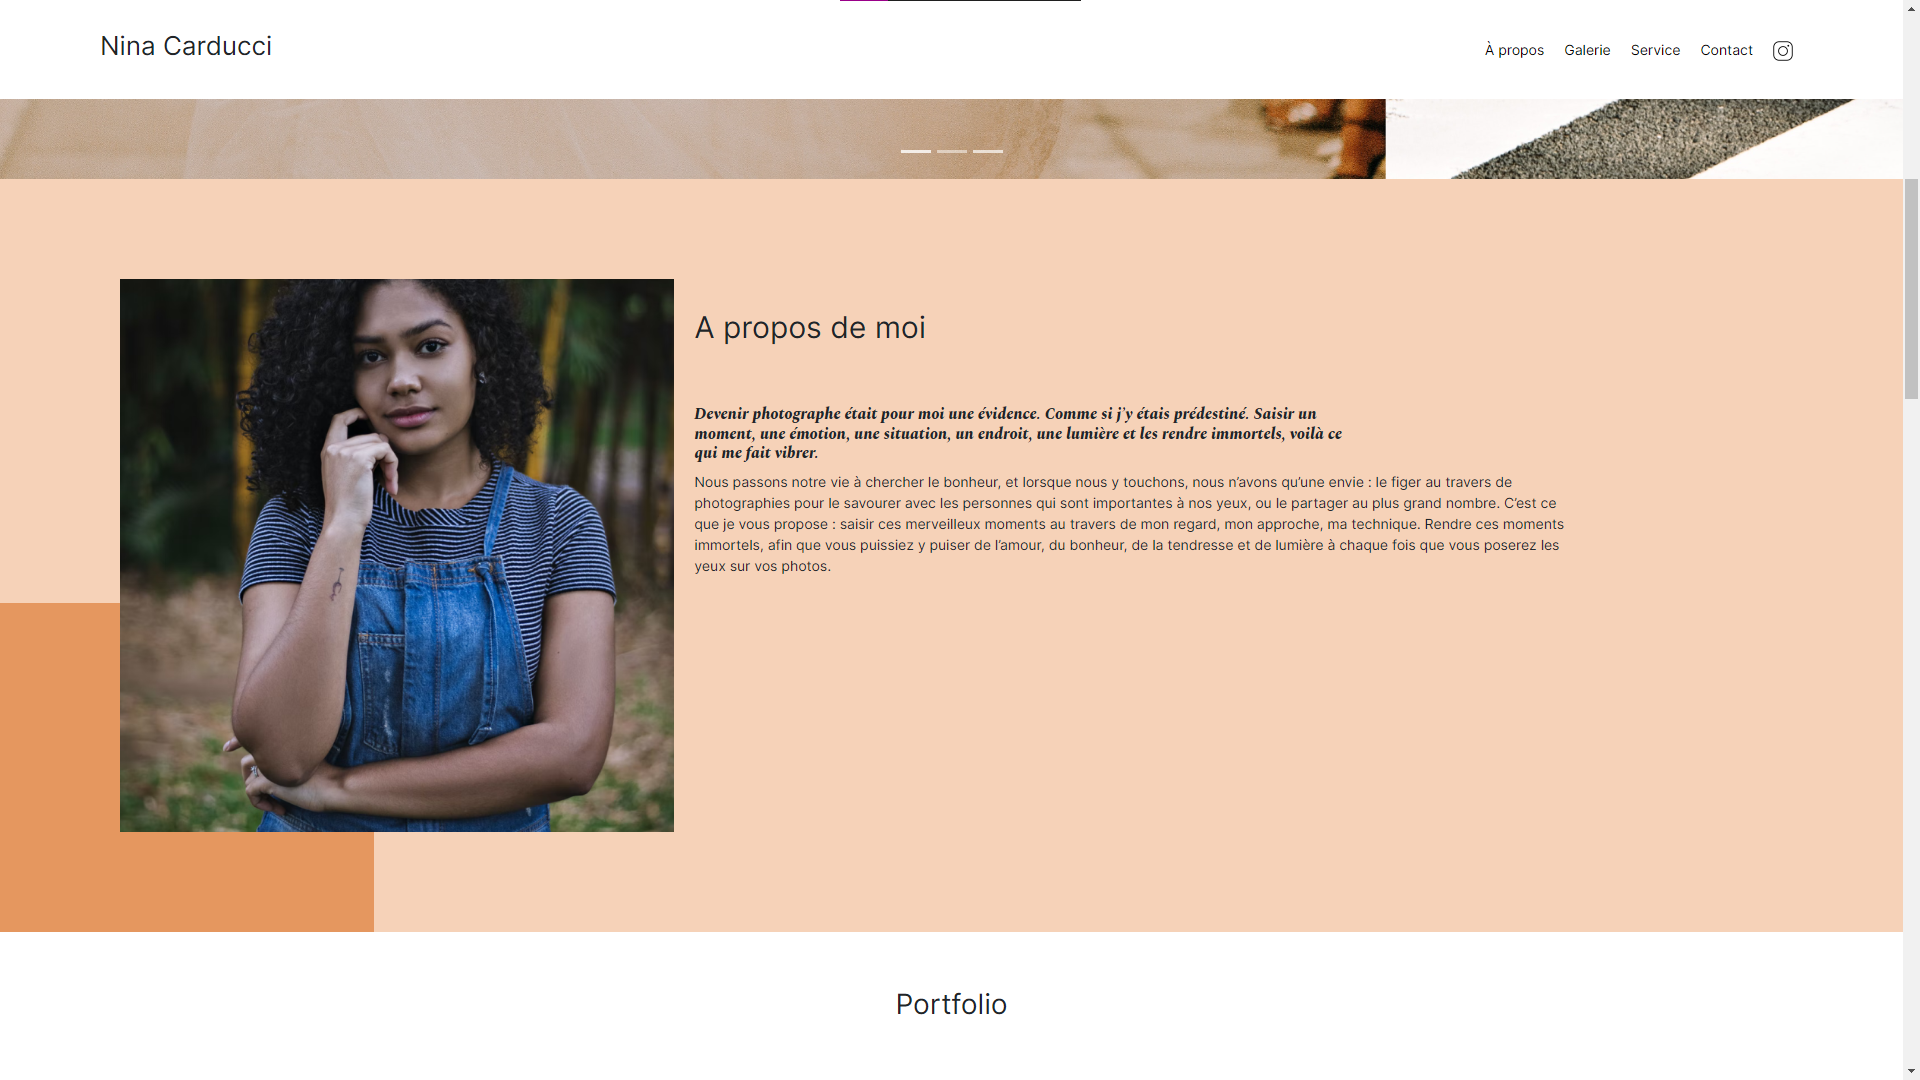 Nina Carducci
À propos Galerie Service Contact
A propos de moi
Devenir photographe était pour moi une évidence. Comme si j'y étais prédestiné. Saisir un
moment, une émotion, une situation, un endroit, une lumière et les rendre immortels, voilà ce
qui me fait vibrer.
Nous passons notre vie à chercher le bonheur, et lorsque nous y touchons, nous n’avons qu’une envie : le figer au travers de
photographies pour le savourer avec les personnes qui sont importantes à nos yeux, ou le partager au plus grand nombre. C’est ce
que je vous propose : saisir ces merveilleux moments au travers de mon regard, mon approche, ma technique. Rendre ces moments
immortels, afin que vous puissiez y puiser de l’amour, du bonheur, de la tendresse et de lumière à chaque fois que vous poserez les
yeux sur vos photos.
Portfolio